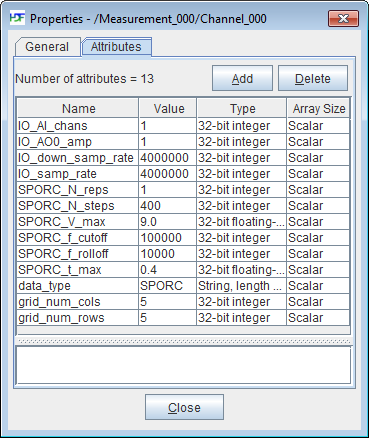 HDF Properties - /Measurement_000/Channel_000
General Attributes
Number of attributes = 13 Add Delete
Name Value Type Array Size
IO_AI_chans 1 32-bit integer Scalar
IO_AO0_amp 1 32-bit integer Scalar
IO_down_samp_rate 4000000 32-bit integer Scalar
IO_samp_rate 4000000 32-bit integer Scalar
SPORC_N_reps 1 32-bit integer Scalar
SPORC_N_steps 400 32-bit integer Scalar
SPORC_V_max 9.0 32-bit floating-... Scalar
SPORC_f_cutoff 100000 32-bit integer Scalar
SPORC_f_rolloff 10000 32-bit integer Scalar
SPORC_t_max 0.4 32-bit floating-... Scalar
data_type SPORC String, length ... Scalar
grid_num_cols 5 32-bit integer Scalar
grid_num_rows 5 32-bit integer Scalar
Close